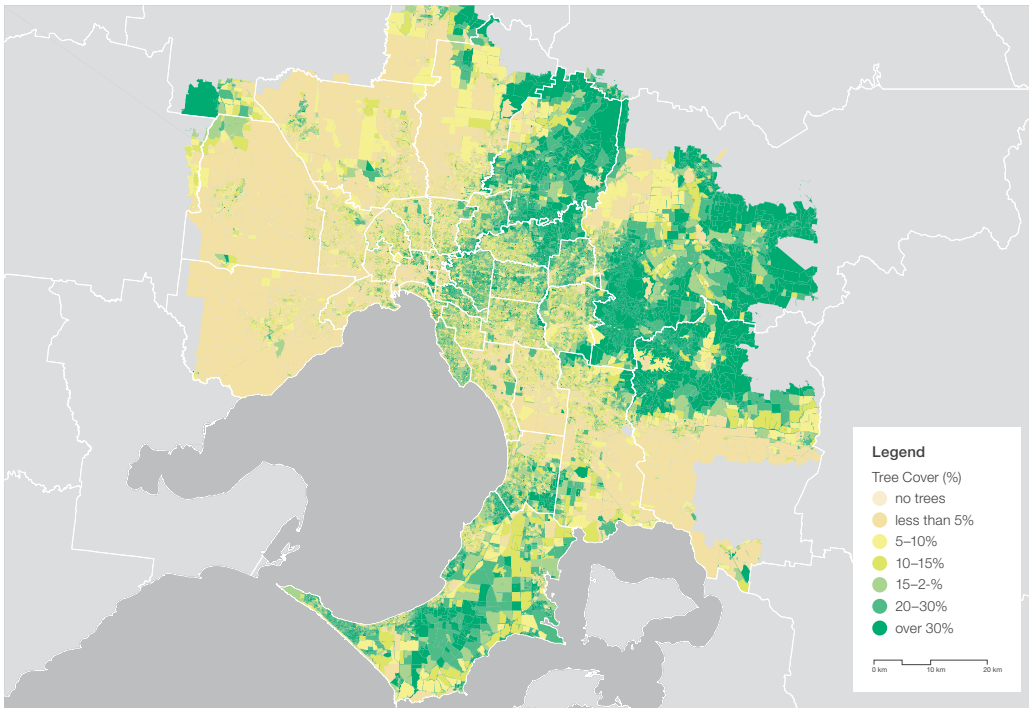 Legend
Tree Cover (%)
no trees
less than 5%
5–10%
10–15%
15–2-%
20–30%
over 30%
0 km 10 km 20 km